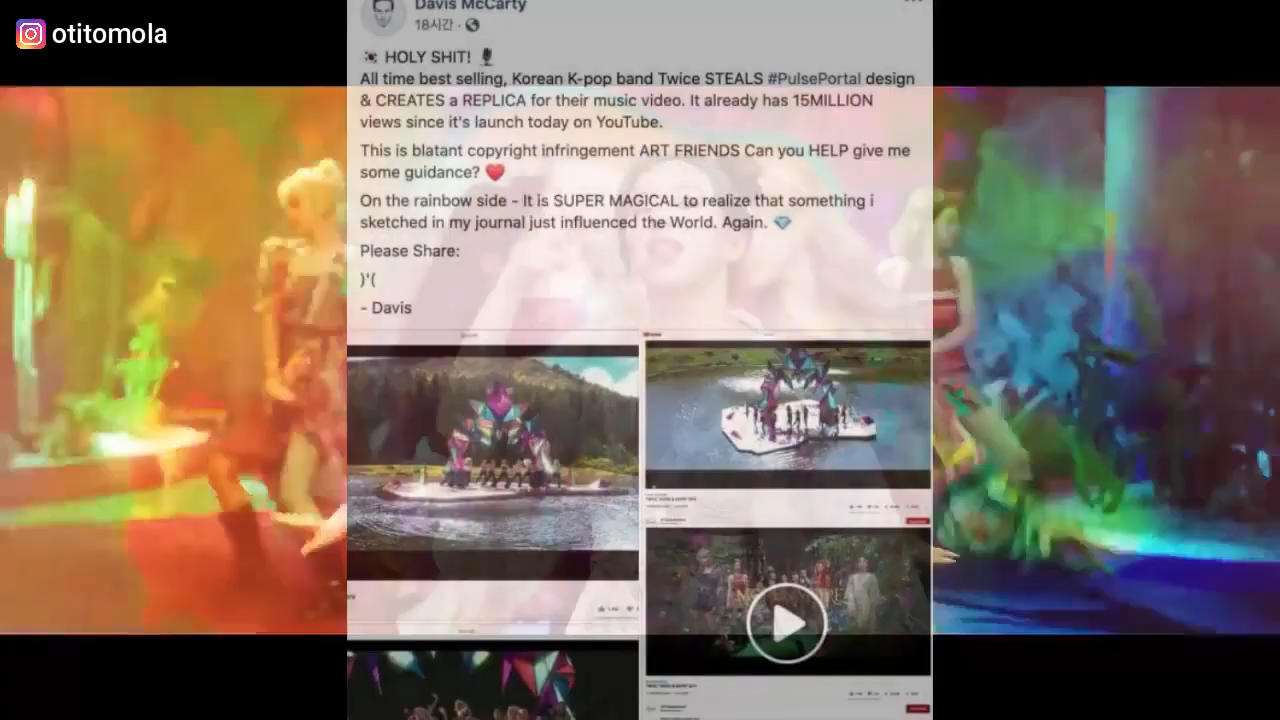 otitomola
Davis McCarty
18시간 ·
HOLY SHIT!
All time best selling, Korean K-pop band Twice STEALS #PulsePortal design
& CREATES a REPLICA for their music video. It already has 15MILLION
views since it's launch today on YouTube.
This is blatant copyright infringement ART FRIENDS Can you HELP give me
some guidance?
On the rainbow side - It is SUPER MAGICAL to realize that something i
sketched in my journal just influenced the World. Again.
Please Share:
)'(
- Davis